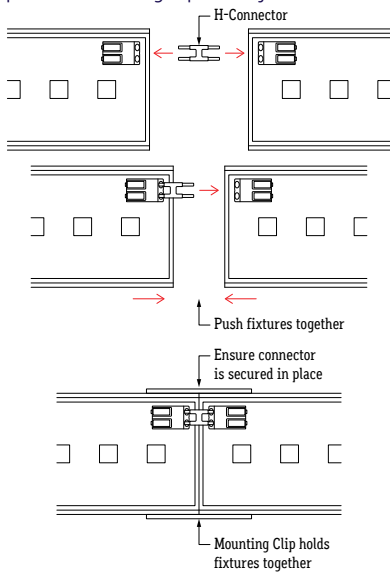 H-Connector
Push fixtures together
Ensure connector
is secured in place
Mounting Clip holds
fixtures together